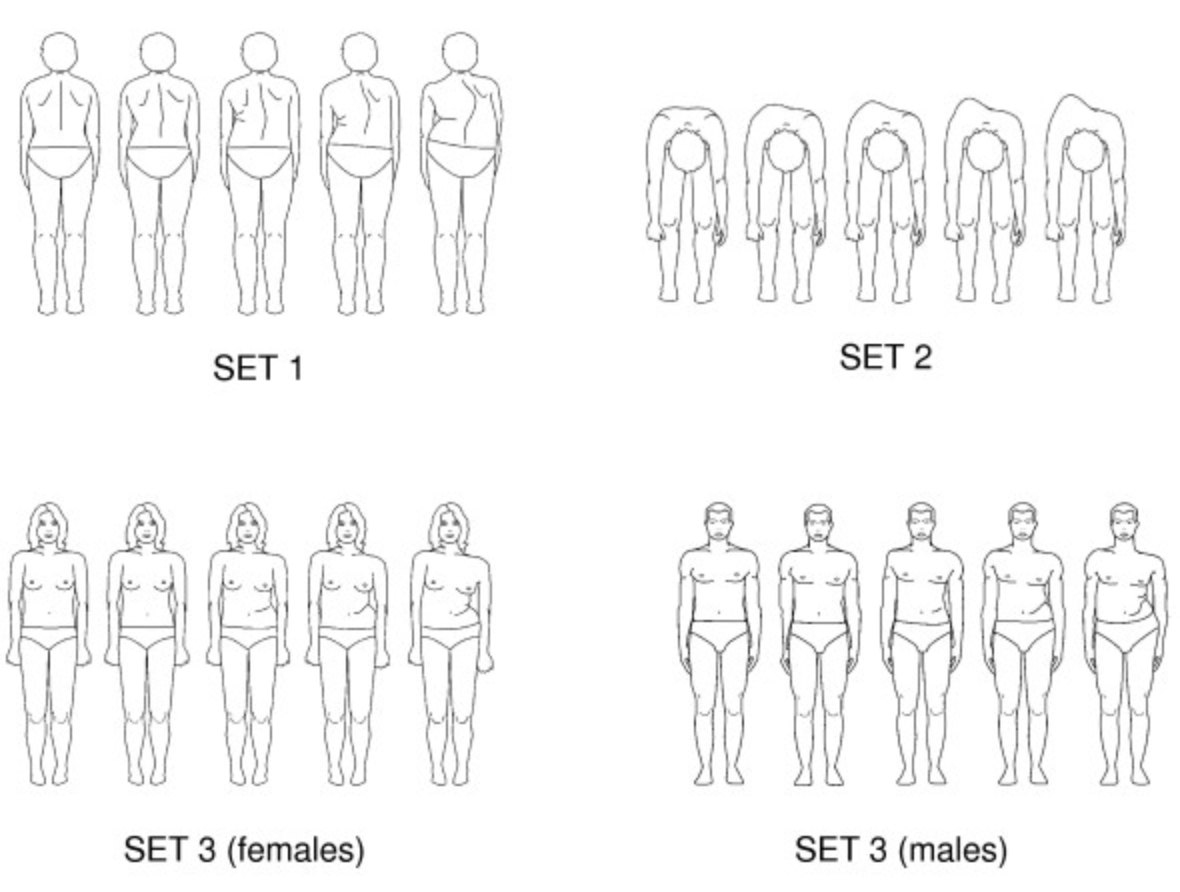 SET 1
SET 2
SET 3 (females)
SET 3 (males)